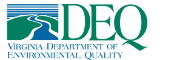 DEQ
VIRGINIA DEPARTMENT OF
ENVIRONMENTAL QUALITY